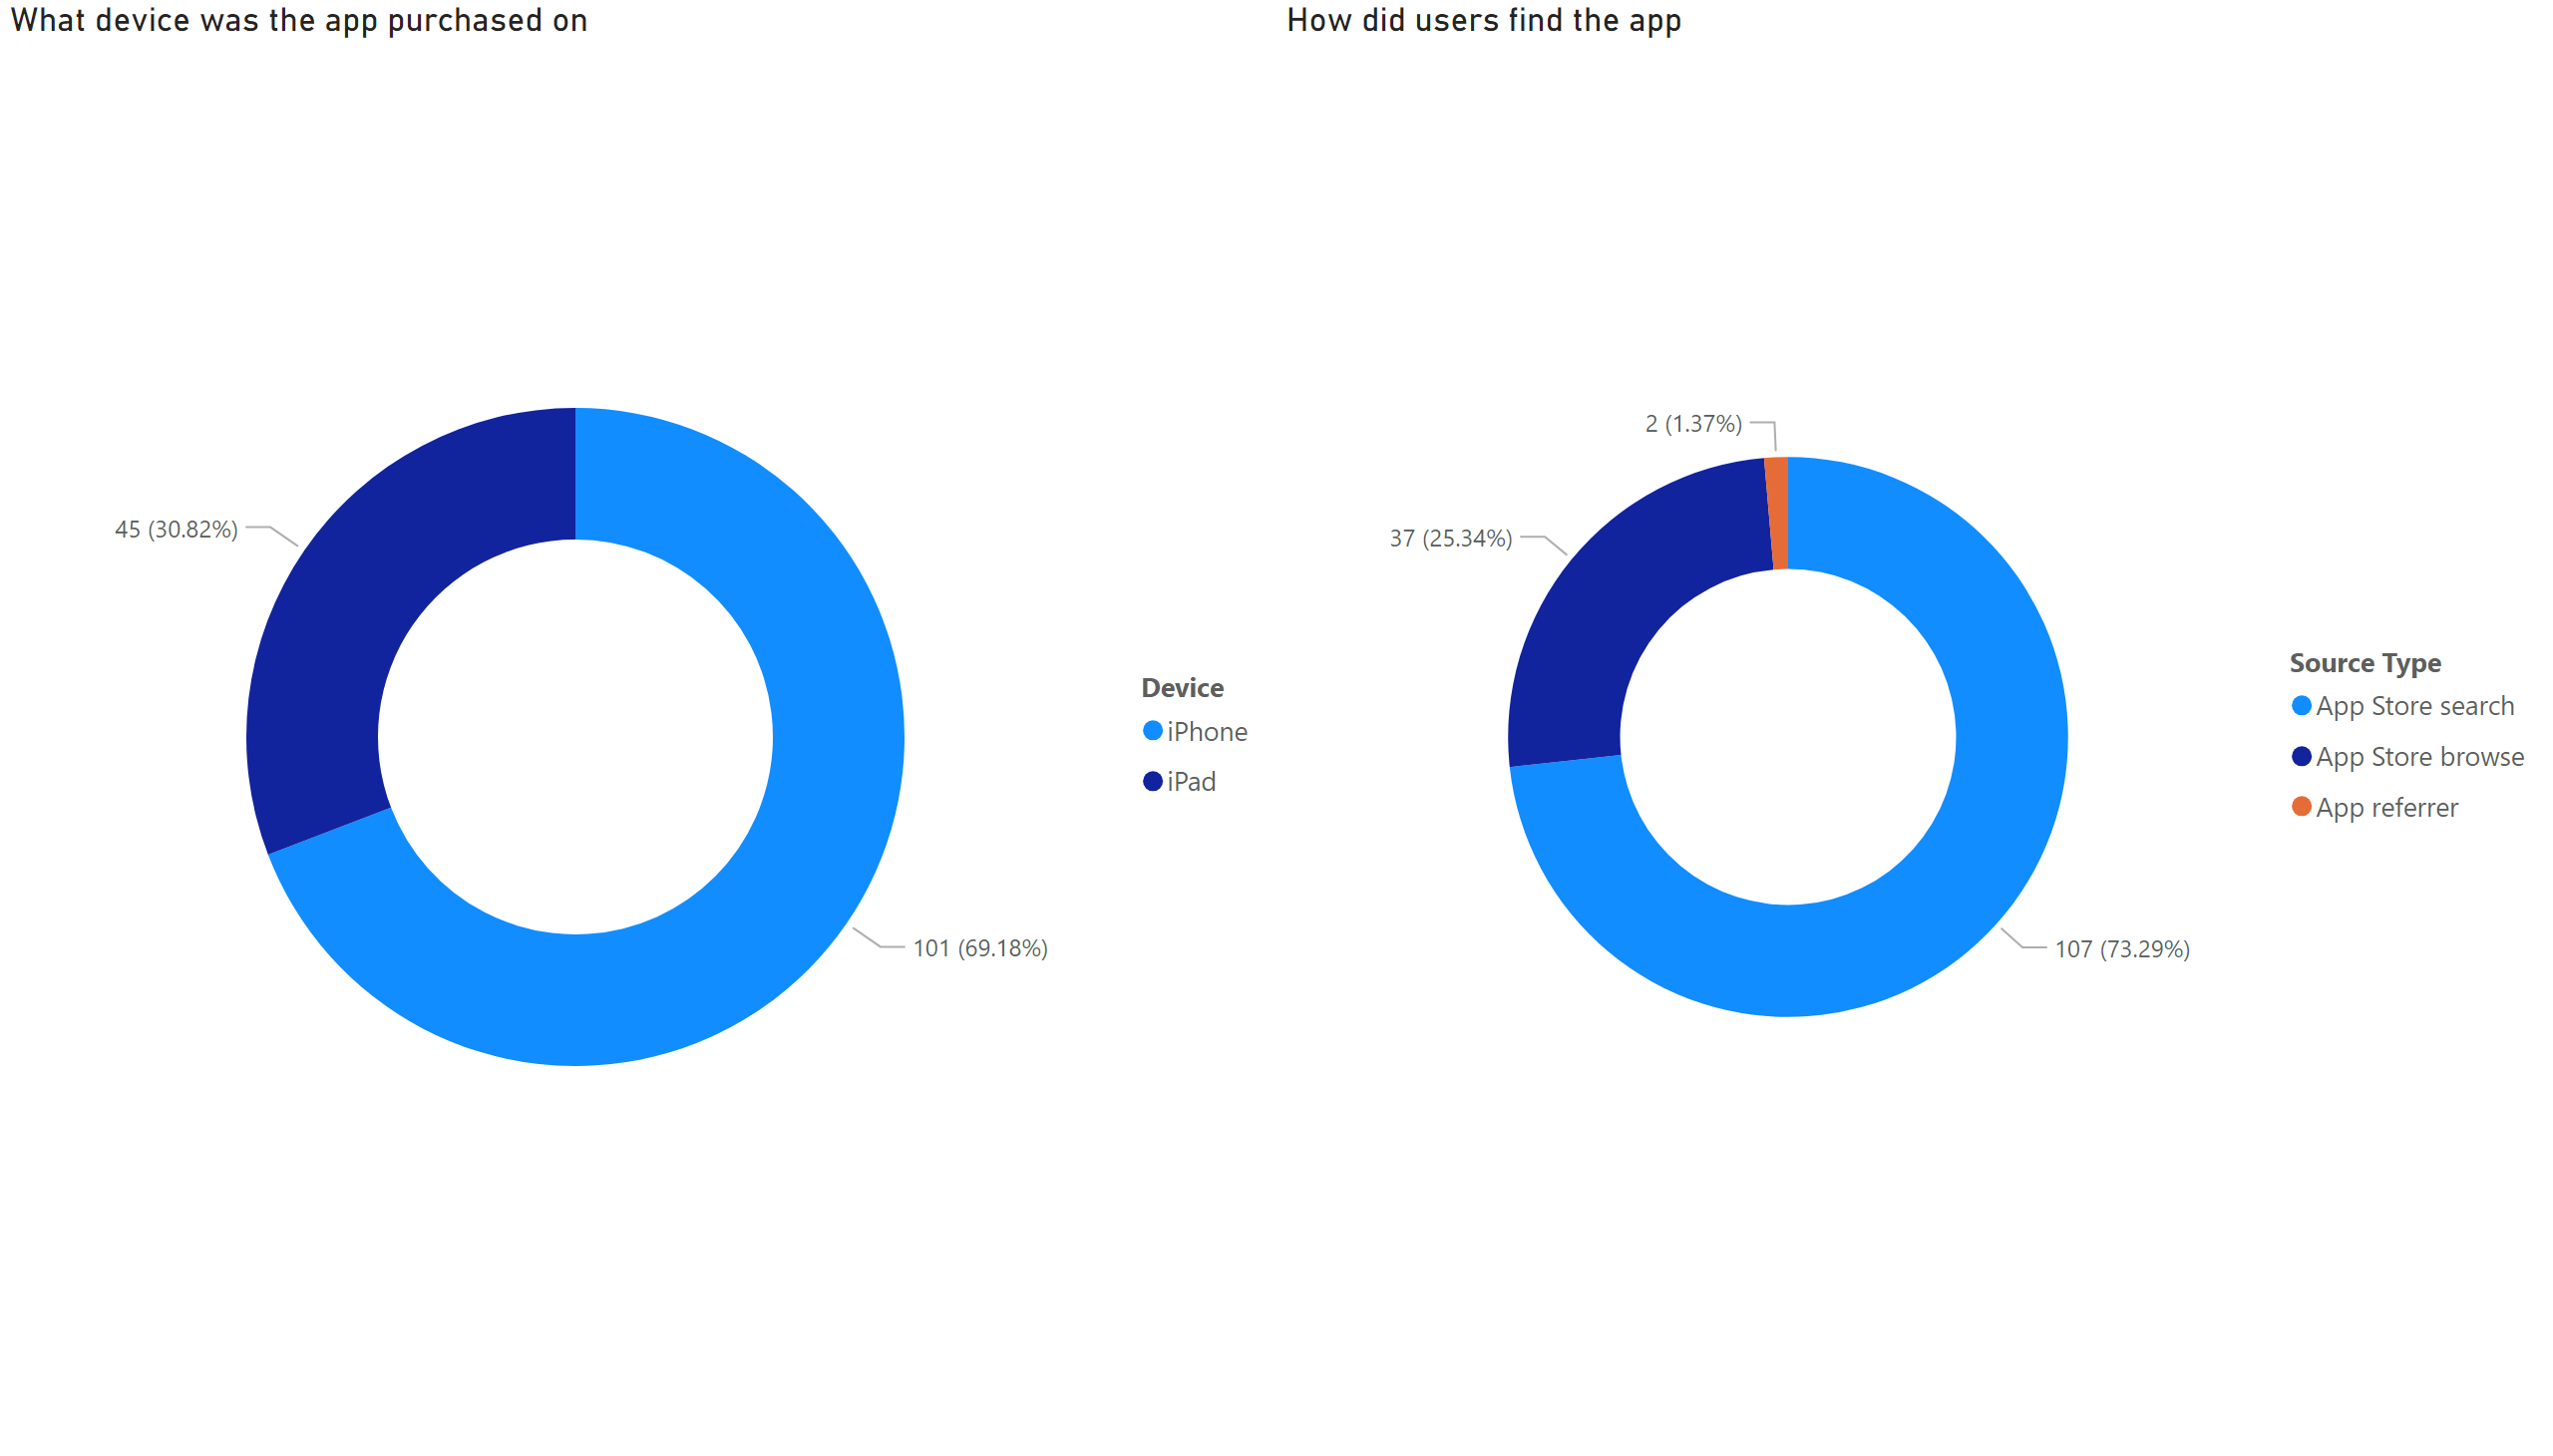 What device was the app purchased on
45 (30.82%)
101 (69.18%)
Device
iPhone
iPad
How did users find the app
2 (1.37%)
37 (25.34%)
107 (73.29%)
Source Type
App Store search
App Store browse
App referrer